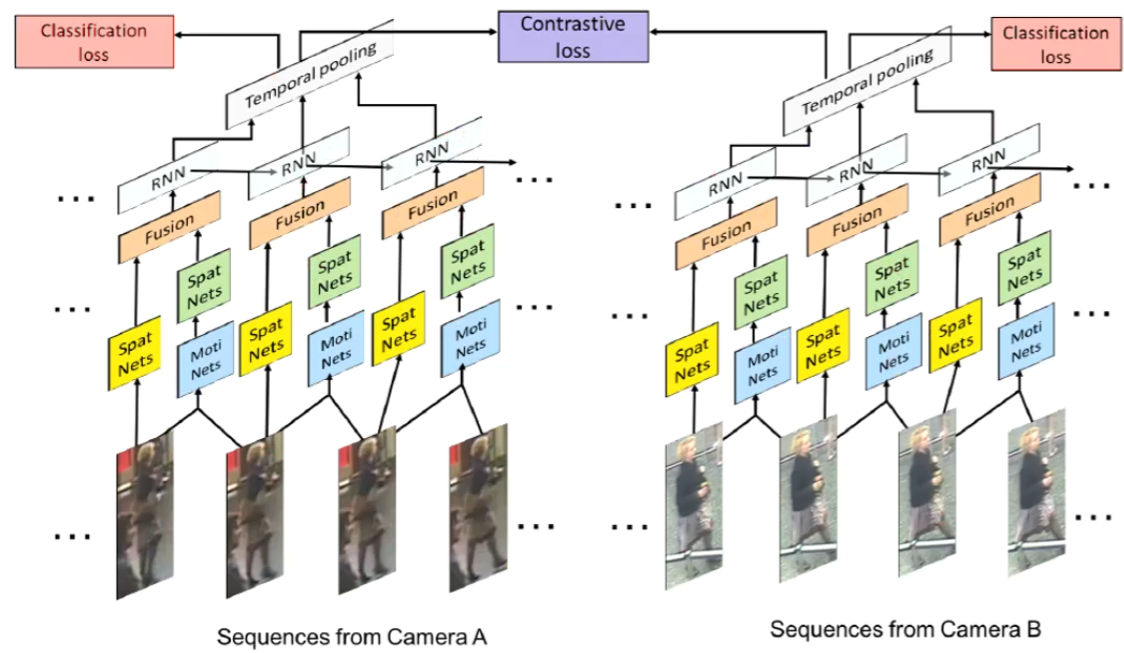 Classification
loss
Contrastive
loss
Classification
loss
Temporal pooling
Temporal pooling
RNN
RNN
RNN
RNN
RNN
RNN
...
...
...
Fusion
Fusion
Fusion
Fusion
Fusion
Fusion
Spat
Nets
Spat
Nets
Spat
Nets
Spat
Nets
Spat
Nets
Spat
Nets
...
...
...
...
Spat
Nets
Moti
Nets
Spat
Nets
Moti
Nets
Spat
Nets
Moti
Nets
Spat
Nets
Moti
Nets
Spat
Nets
Moti
Nets
Spat
Nets
Moti
Nets
...
...
...
...
Sequences from Camera A
Sequences from Camera B